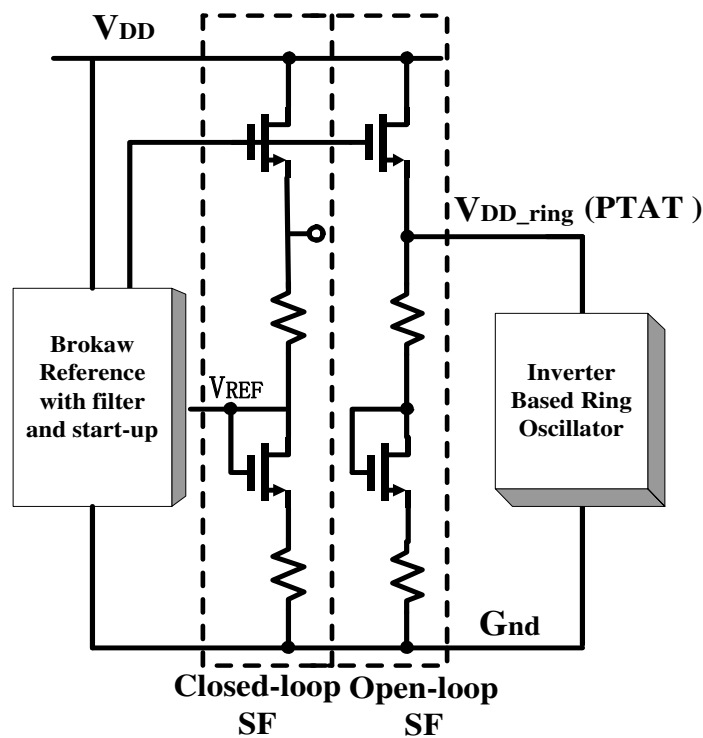 VDD
VDD_ring (PTAT )
Brokaw
Reference
with filter
and start-up
VREF
Inverter
Based Ring
Oscillator
Gnd
Closed-loop
SF
Open-loop
SF